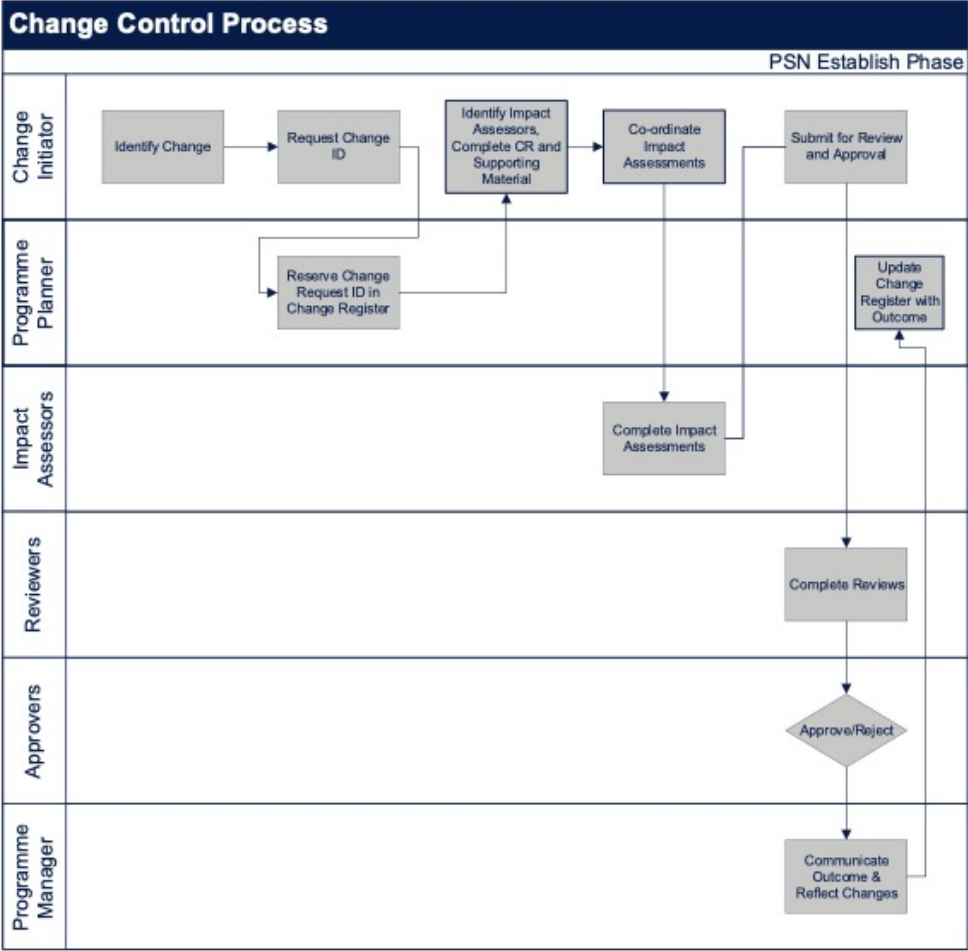 Change Control Process
PSN Establish Phase
Change
Initiator
Identify Change
Request Change
ID
Identify Impact
Assessors,
Complete CR and
Supporting
Material
Co-ordinate
Impact
Assessments
Submit for Review
and Approval
Programme
Planner
Reserve Change
Request ID in
Change Register
Update
Change
Register with
Outcome
Impact
Assessors
Complete Impact
Assessments
Reviewers
Complete Reviews
Approvers
Approve/Reject
Programme
Manager
Communicate
Outcome &
Reflect Changes